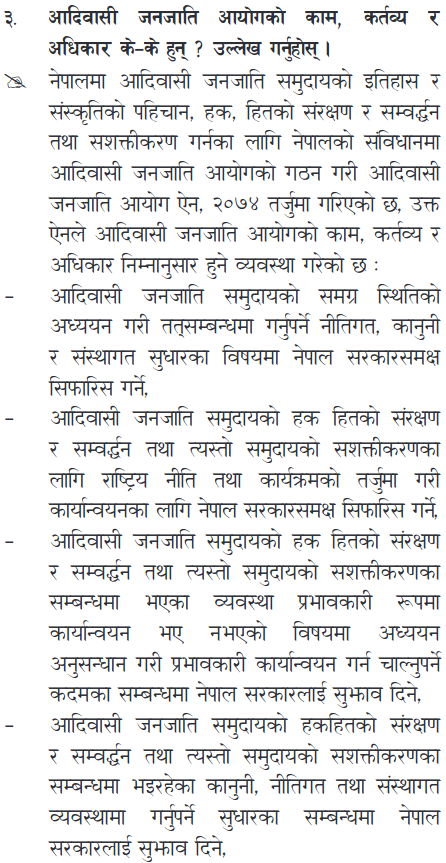 ३. आदिवासी जनजाति आयोगको काम, कर्तव्य र
अधिकार के-के हुन् ? उल्लेख गर्नुहोस् ।
नेपालमा आदिवासी जनजाति समुदायको इतिहास र
संस्कृतिको पहिचान, हक, हितको संरक्षण र सम्वर्द्धन
तथा सशक्तीकरण गर्नका लागि नेपालको संविधानमा
आदिवासी जनजाति आयोगको गठन गरी आदिवासी
जनजाति आयोग ऐन, २०७४ तर्जुमा गरिएको छ, उक्त
ऐनले आदिवासी जनजाति आयोगको काम, कर्तव्य र
अधिकार निम्नानुसार हुने व्यवस्था गरेको छ :
- आदिवासी जनजाति समुदायको समग्र स्थितिको
अध्ययन गरी तत्सम्बन्धमा गर्नुपर्ने नीतिगत, कानुनी
र संस्थागत सुधारका विषयमा नेपाल सरकारसमक्ष
सिफारिस गर्ने,
- आदिवासी जनजाति समुदायको हक हितको संरक्षण
र सम्वर्द्धन तथा त्यस्तो समुदायको सशक्तीकरणका
लागि राष्ट्रिय नीति तथा कार्यक्रमको तर्जुमा गरी
कार्यान्वयनका लागि नेपाल सरकारसमक्ष सिफारिस गर्ने,
- आदिवासी जनजाति समुदायको हक हितको संरक्षण
र सम्वर्द्धन तथा त्यस्तो समुदायको सशक्तीकरणका
सम्बन्धमा भएका व्यवस्था प्रभावकारी रूपमा
कार्यान्वयन भए नभएको विषयमा अध्ययन
अनुसन्धान गरी प्रभावकारी कार्यान्वयन गर्न चाल्नुपर्ने
कदमका सम्बन्धमा नेपाल सरकारलाई सुझाव दिने,
- आदिवासी जनजाति समुदायको हकहितको संरक्षण
र सम्वर्द्धन तथा त्यस्तो समुदायको सशक्तीकरणका
सम्बन्धमा भइरहेका कानुनी, नीतिगत तथा संस्थागत
व्यवस्थामा गर्नुपर्ने सुधारका सम्बन्धमा नेपाल
सरकारलाई सुझाव दिने,